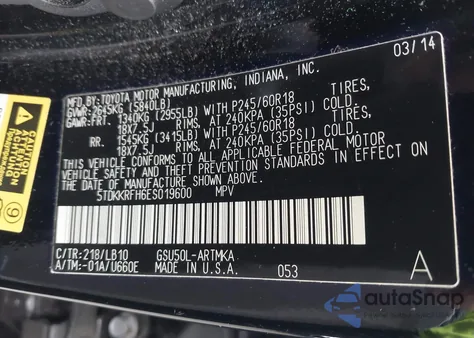 03/14
MFD. BY: TOYOTA MOTOR MANUFACTURING, INDIANA, INC.
GVWR: 2645KG (5840LB)
GAWR: FRT. 1340KG (2955LB) WITH P245/60R18 TIRES,
18X7.5J RIMS, AT 240KPA (35PSI) COLD.
RR. 1545KG (3415LB) WITH P245/60R18 TIRES,
18X7.5J RIMS, AT 240KPA (35PSI) COLD.
THIS VEHICLE CONFORMS TO ALL APPLICABLE FEDERAL MOTOR
VEHICLE SAFETY AND THEFT PREVENTION STANDARDS IN EFFECT
ON THE DATE OF MANUFACTURE SHOWN ABOVE.
5TDKKRFH6ES019600 MPV
C/TR: 218/LB10 GSU50L-ARTMKA
A/TM: -01A/U660E MADE IN U.S.A. 053 A
CAUTION
ATTENTION
autoSnap